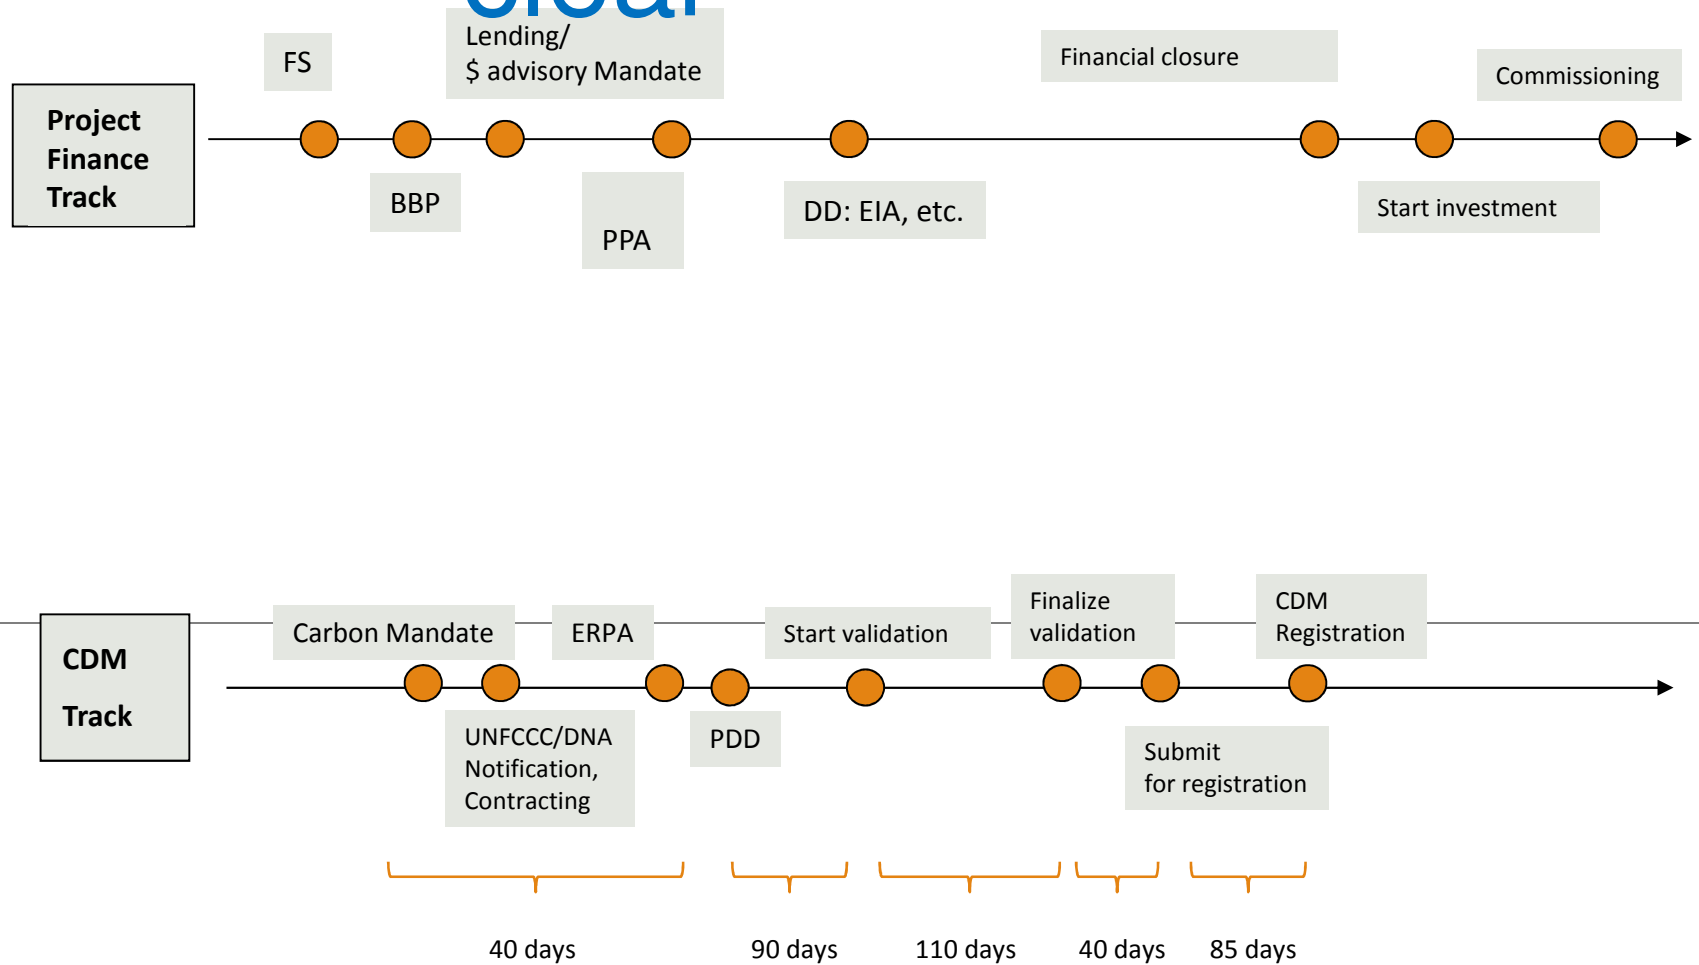 Lending/
$ advisory Mandate
FS
Financial closure
Commissioning
Project
Finance
Track
BBP
PPA
DD: EIA, etc.
Start investment
Carbon Mandate
ERPA
Start validation
Finalize
validation
CDM
Registration
CDM
Track
UNFCCC/DNA
Notification,
Contracting
PDD
Submit
for registration
40 days
90 days
110 days
40 days
85 days